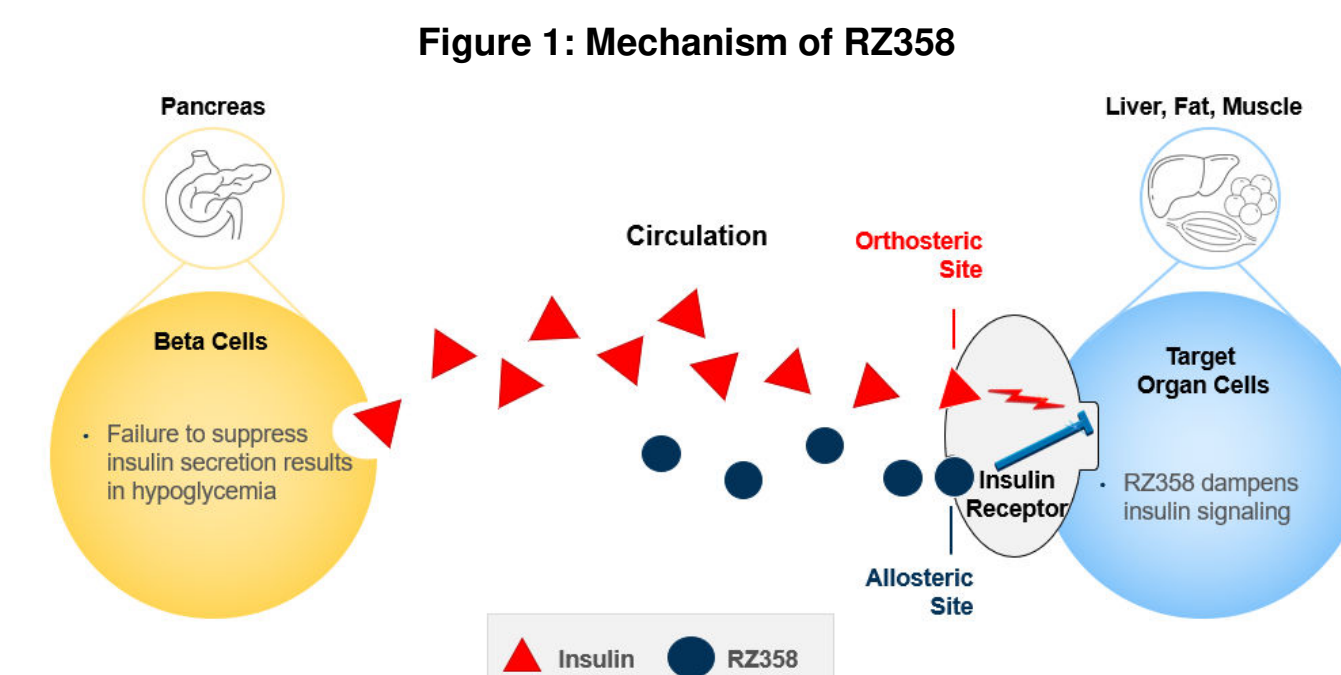 Figure 1: Mechanism of RZ358
Pancreas
Liver, Fat, Muscle
Circulation
Orthosteric
Site
Beta Cells
• Failure to suppress
insulin secretion results
in hypoglycemia
Target
Organ Cells
Insulin
Receptor
• RZ358 dampens
insulin signaling
Allosteric
Site
Insulin
RZ358